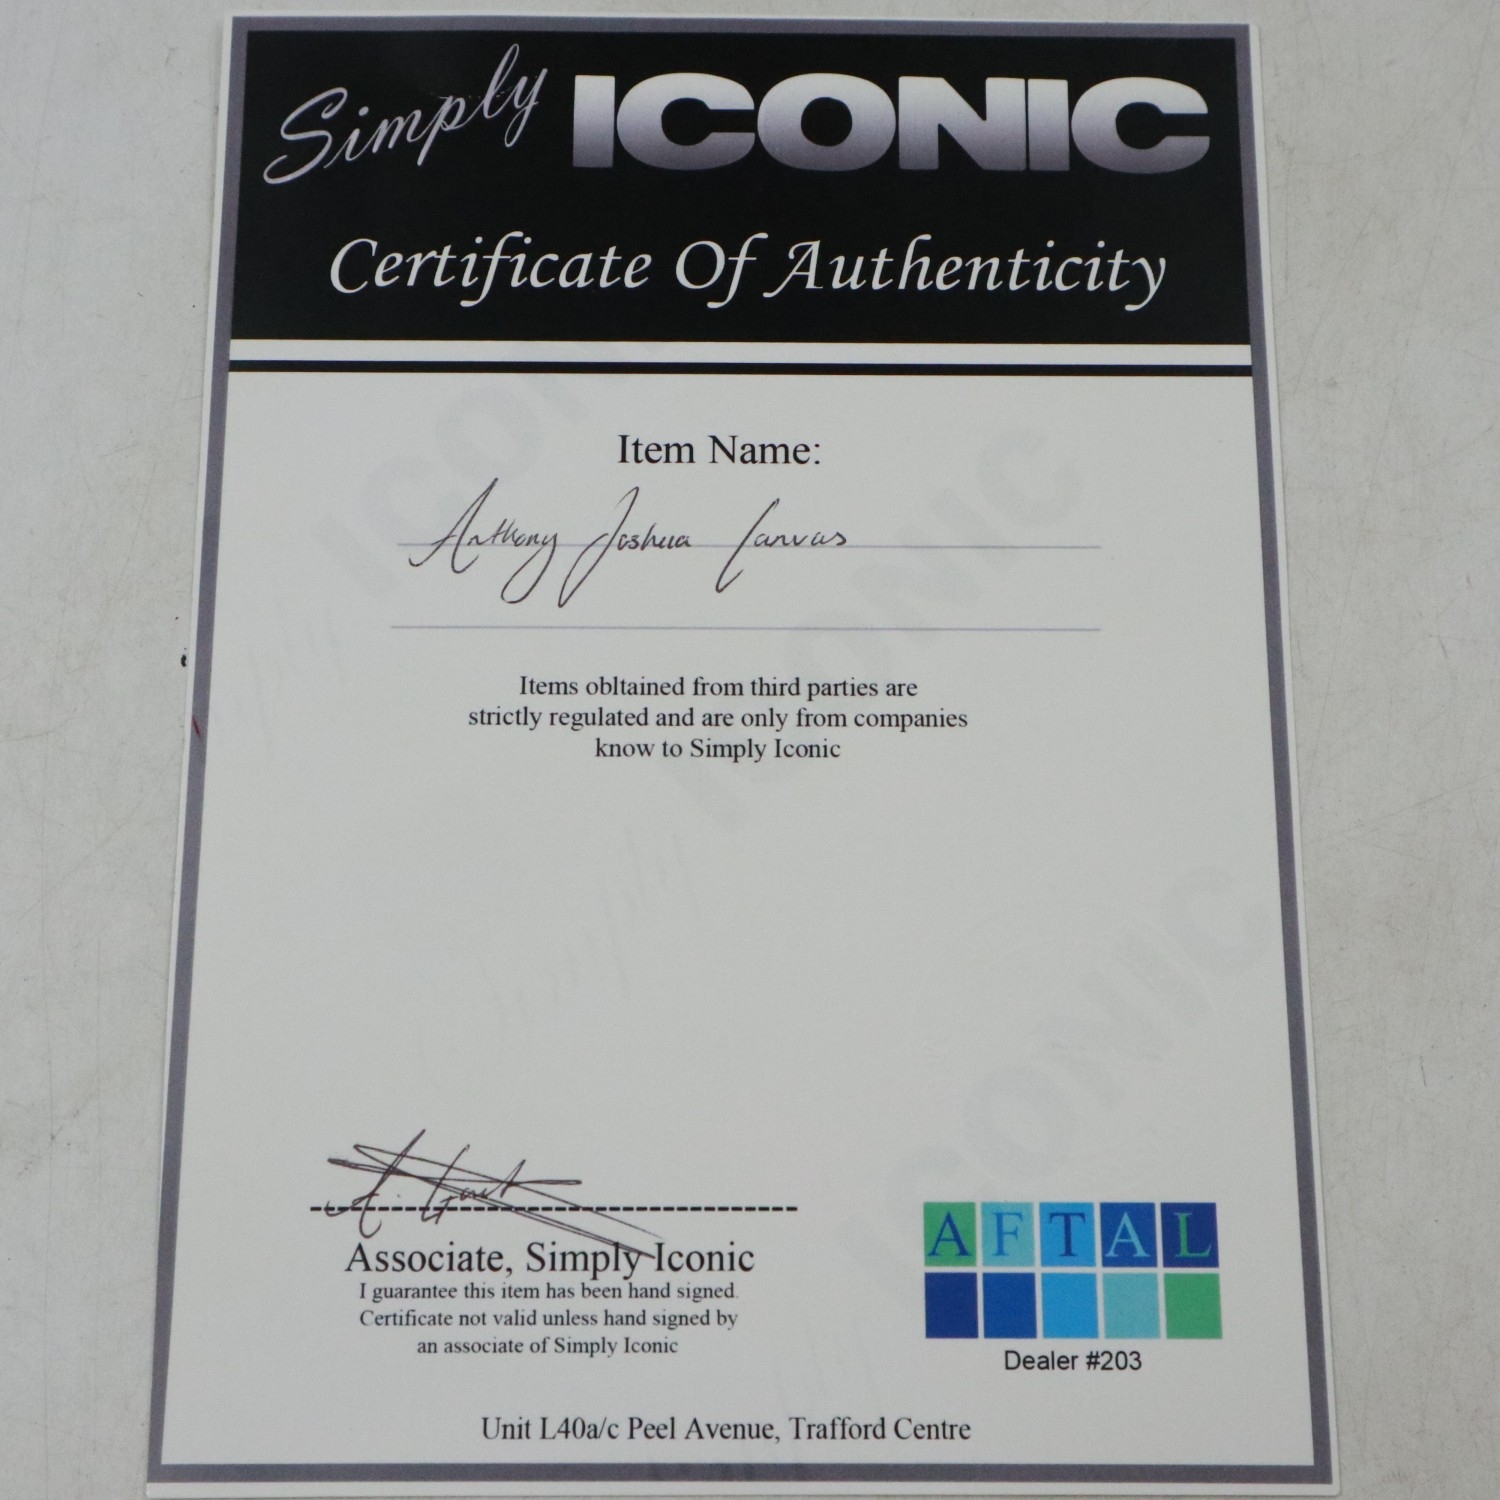 Simply ICONIC
Certificate Of Authenticity
Item Name:
Anthony Joshua Canvas
Items obltained from third parties are
strictly regulated and are only from companies
know to Simply Iconic
Associate, Simply Iconic
I guarantee this item has been hand signed.
Certificate not valid unless hand signed by
an associate of Simply Iconic
AFTAL
Dealer #203
Unit L40a/c Peel Avenue, Trafford Centre